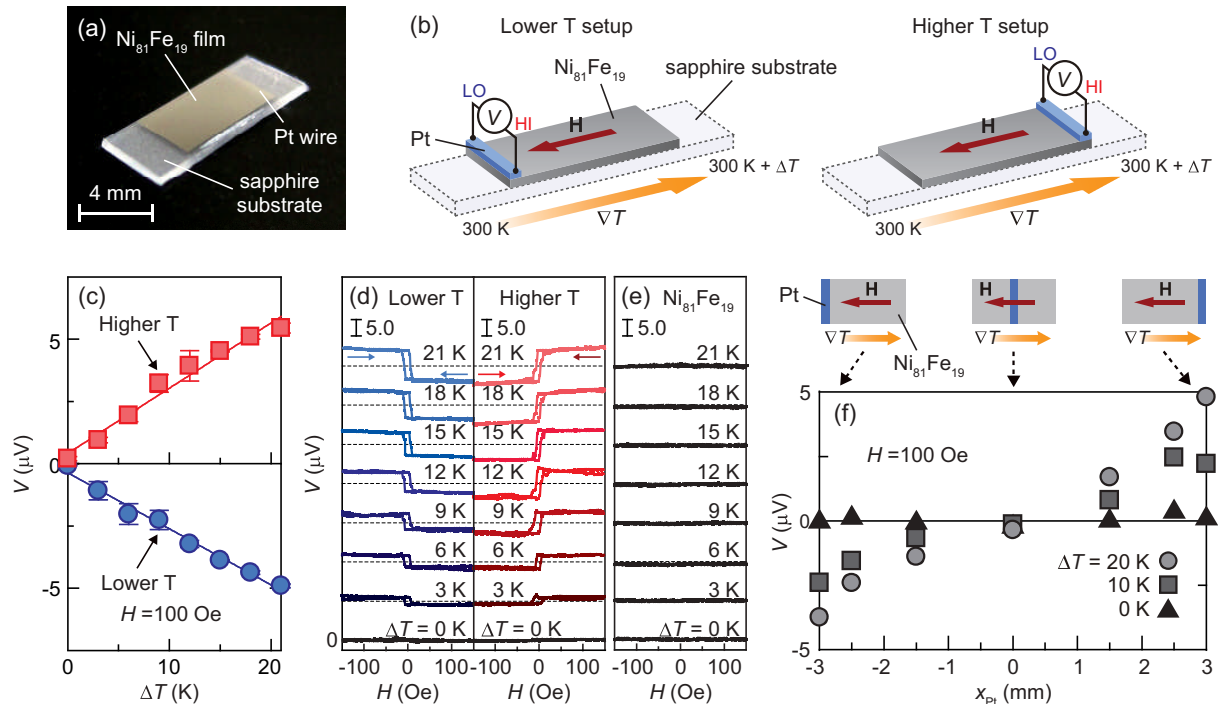 (a)
Ni81Fe19 film
Pt wire
sapphire
substrate
4 mm
(b)
Lower T setup
Ni81Fe19
sapphire substrate
LO
V
HI
Pt
H
300 K
∇T
300 K + ΔT
Higher T setup
LO
V
HI
H
300 K
∇T
300 K + ΔT
(c)
Higher T
Lower T
H =100 Oe
V (μV)
5
0
-5
0
10
20
ΔT (K)
(d)
Lower T
Higher T
5.0
5.0
21 K
21 K
18 K
18 K
15 K
15 K
12 K
12 K
9 K
9 K
6 K
6 K
3 K
3 K
ΔT = 0 K
ΔT = 0 K
V (μV)
0
-100
0
100
-100
0
100
H (Oe)
H (Oe)
(e)
Ni81Fe19
5.0
21 K
18 K
15 K
12 K
9 K
6 K
3 K
ΔT = 0 K
-100
0
100
H (Oe)
Pt
H
∇T
Ni81Fe19
H
∇T
H
∇T
(f)
H =100 Oe
ΔT = 20 K
10 K
0 K
V (μV)
5
0
-5
-3
-2
-1
0
1
2
3
xPt (mm)